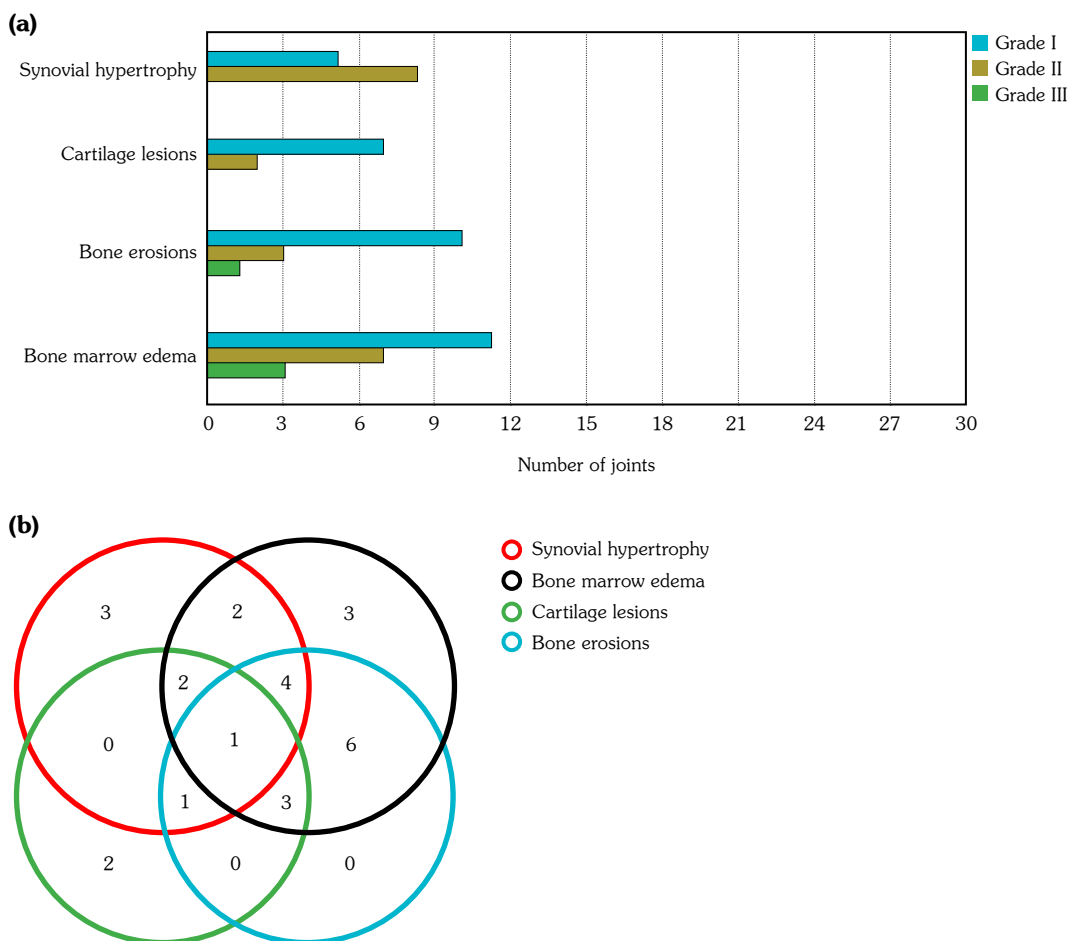 (a)
Synovial hypertrophy
Cartilage lesions
Bone erosions
Bone marrow edema
Grade I
Grade II
Grade III
0 3 6 9 12 15 18 21 24 27 30
Number of joints
(b)
Synovial hypertrophy
Bone marrow edema
Cartilage lesions
Bone erosions
3 2 3
2 4
0 1 6
1 3
2 0 0